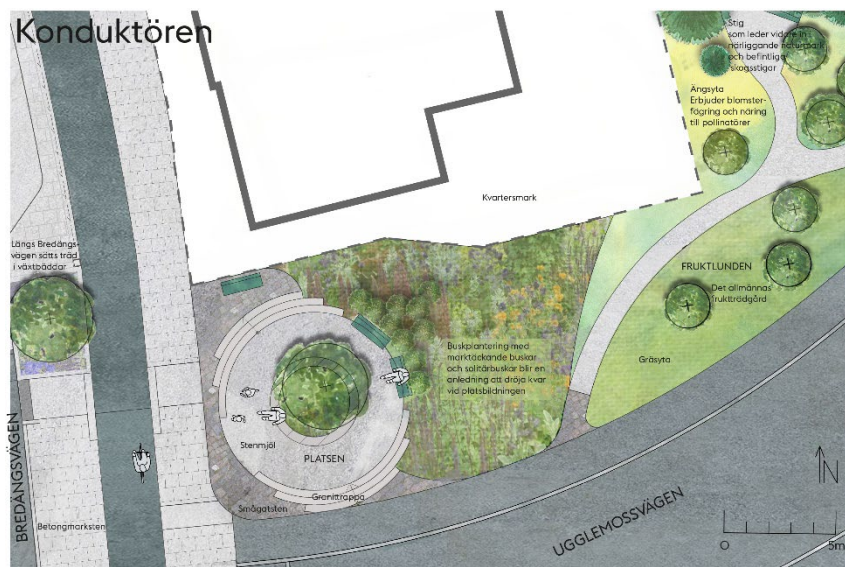 Konduktören
Stig
som leder vidare in i
närliggande naturmark
och befintliga
skogsstigar
Ängsyta
Erbjuder blomster-
fägring och näring
till pollinatörer
Kvartersmark
Längs Bredängs-
vägen sätts träd
i växtbäddar
FRUKTLUNDEN
Det allmännas
fruktträdgård
Gräsyta
Buskplantering med
marktäckande buskar
och solitärbuskar blir en
anledning att dröja kvar
vid platsbildningen
Stenmjöl
PLATSEN
Granittrappa
Smågatsten
BREDÄNGSVÄGEN
Betongmarksten
UGGLEMOSSVÄGEN
N
0 5m